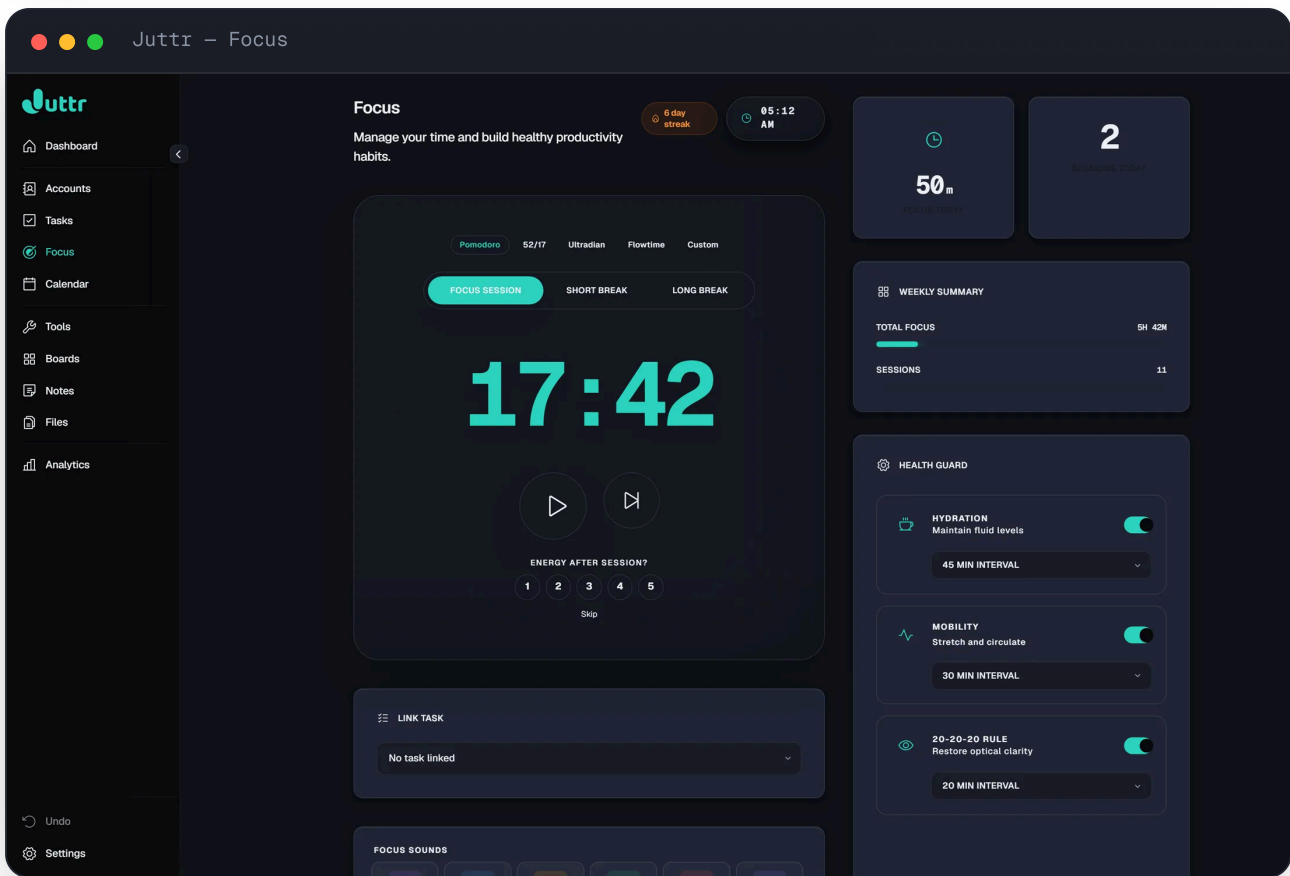 Juttr — Focus
Juttr
Dashboard
Accounts
Tasks
Focus
Calendar
Tools
Boards
Notes
Files
Analytics
Undo
Settings
Focus
Manage your time and build healthy productivity
habits.
6 day
streak
05:12
AM
Pomodoro 52/17 Ultradian Flowtime Custom
FOCUS SESSION SHORT BREAK LONG BREAK
17:42
ENERGY AFTER SESSION?
1 2 3 4 5
Skip
LINK TASK
No task linked
FOCUS SOUNDS
50m
FOCUS TODAY
2
SESSIONS TODAY
WEEKLY SUMMARY
TOTAL FOCUS 5H 42M
SESSIONS 11
HEALTH GUARD
HYDRATION
Maintain fluid levels
45 MIN INTERVAL
MOBILITY
Stretch and circulate
30 MIN INTERVAL
20-20-20 RULE
Restore optical clarity
20 MIN INTERVAL